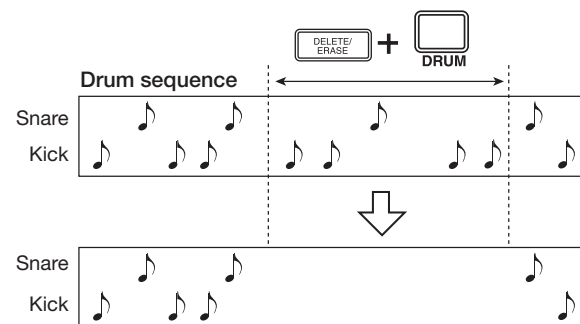 DELETE/
ERASE
+
DRUM
Drum sequence
Snare
Kick
Snare
Kick